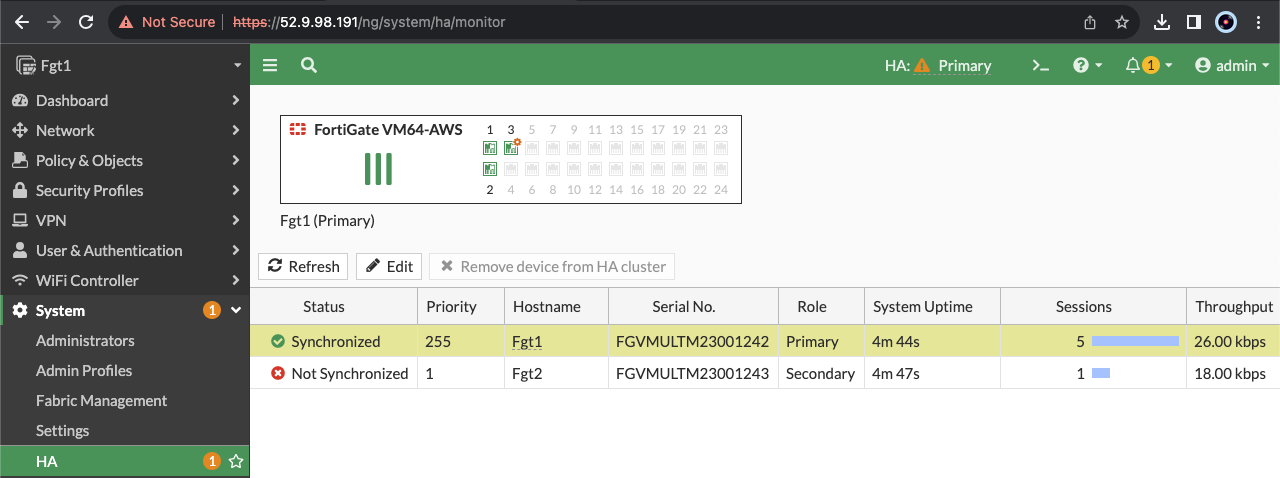 Not Secure https://52.9.98.191/ng/system/ha/monitor
Fgt1
HA: Primary >_ ? 1 admin
Dashboard
Network
Policy & Objects
Security Profiles
VPN
User & Authentication
WiFi Controller
System 1
Administrators
Admin Profiles
Fabric Management
Settings
HA 1
FortiGate VM64-AWS
1 3 5 7 9 11 13 15 17 19 21 23
2 4 6 8 10 12 14 16 18 20 22 24
Fgt1 (Primary)
Refresh Edit Remove device from HA cluster
Status Priority Hostname Serial No. Role System Uptime Sessions Throughput
Synchronized 255 Fgt1 FGVMULTM23001242 Primary 4m 44s 5 26.00 kbps
Not Synchronized 1 Fgt2 FGVMULTM23001243 Secondary 4m 47s 1 18.00 kbps